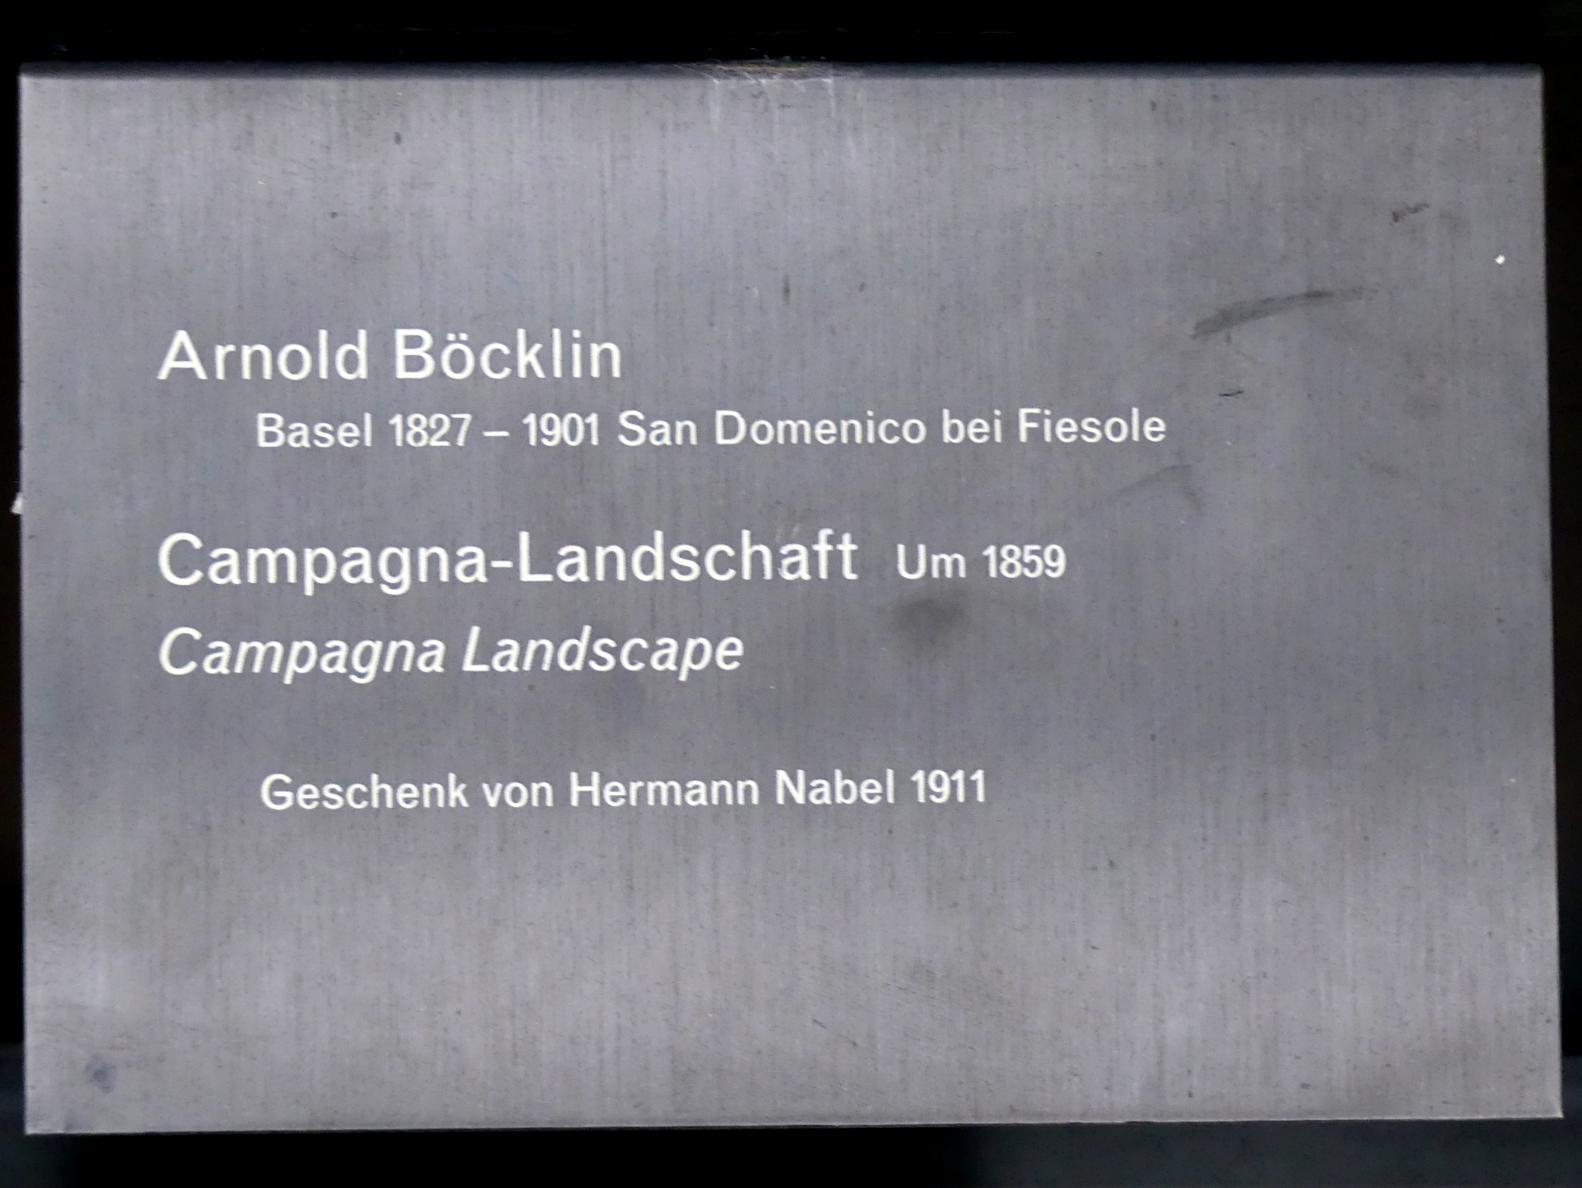 Arnold Böcklin
Basel 1827 – 1901 San Domenico bei Fiesole
Campagna-Landschaft Um 1859
Campagna Landscape
Geschenk von Hermann Nabel 1911